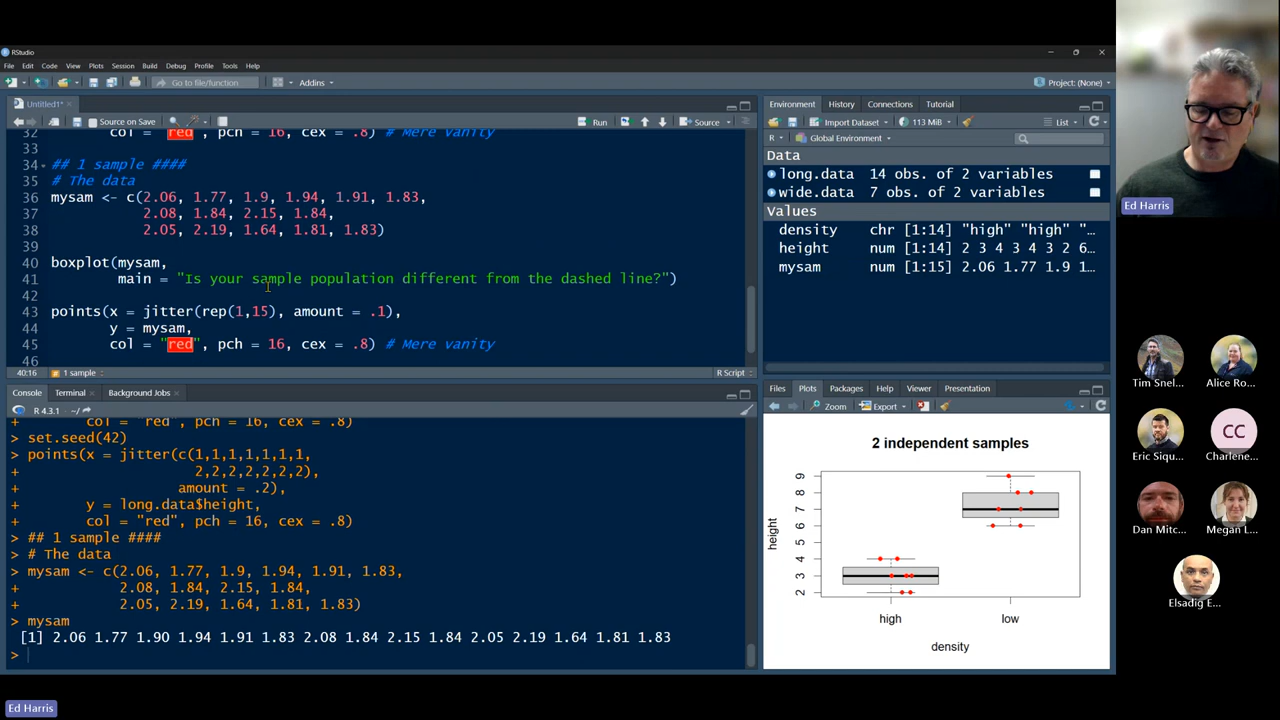 RStudio
File Edit Code View Plots Session Build Debug Profile Tools Help
Go to file/function
Addins
Project: (None)
Untitled1*
Source on Save
Run
Source
32 col = "red", pch = 16, cex = .8) # Mere vanity
33
34 ## 1 sample ####
35 # The data
36 mysam <- c(2.06, 1.77, 1.9, 1.94, 1.91, 1.83,
37 2.08, 1.84, 2.15, 1.84,
38 2.05, 2.19, 1.64, 1.81, 1.83)
39
40 boxplot(mysam,
41 main = "Is your sample population different from the dashed line?")
42
43 points(x = jitter(rep(1,15), amount = .1),
44 y = mysam,
45 col = "red", pch = 16, cex = .8) # Mere vanity
46
40:16 1 sample R Script
Console Terminal Background Jobs
R 4.3.1 · ~/
+ col = "red", pch = 16, cex = .8)
> set.seed(42)
> points(x = jitter(c(1,1,1,1,1,1,1,
+ 2,2,2,2,2,2,2),
+ amount = .2),
+ y = long.data$height,
+ col = "red", pch = 16, cex = .8)
> ## 1 sample ####
> # The data
> mysam <- c(2.06, 1.77, 1.9, 1.94, 1.91, 1.83,
+ 2.08, 1.84, 2.15, 1.84,
+ 2.05, 2.19, 1.64, 1.81, 1.83)
> mysam
[1] 2.06 1.77 1.90 1.94 1.91 1.83 2.08 1.84 2.15 1.84 2.05 2.19 1.64 1.81 1.83
>
Environment History Connections Tutorial
Import Dataset 113 MiB List
R Global Environment
Data
long.data 14 obs. of 2 variables
wide.data 7 obs. of 2 variables
Values
density chr [1:14] "high" "high" "…
height num [1:14] 2 3 4 3 4 3 2 6…
mysam num [1:15] 2.06 1.77 1.9 1…
Files Plots Packages Help Viewer Presentation
Zoom Export
2 independent samples
height
9
8
7
6
5
4
3
2
high low
density
Ed Harris
Tim Snel... Alice Ro...
Eric Siqu... Charlene...
CC
Dan Mitc... Megan L...
Elsadig E...
Ed Harris